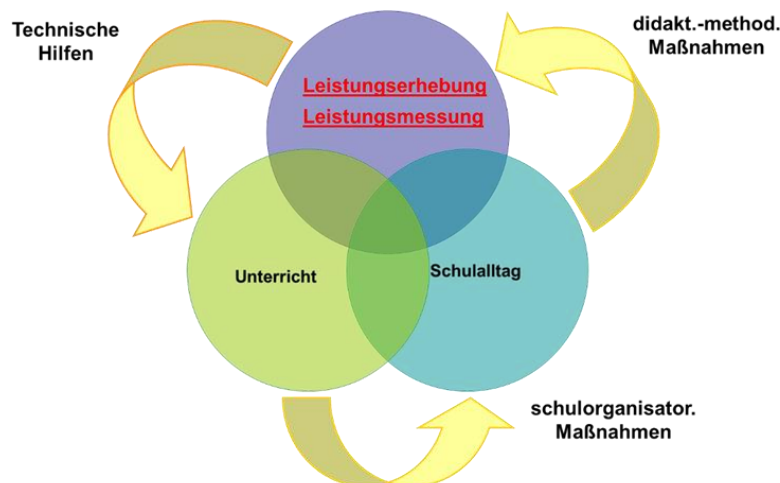 Technische
Hilfen
didakt.-method.
Maßnahmen
Leistungserhebung
Leistungsmessung
Unterricht
Schulalltag
schulorganisator.
Maßnahmen